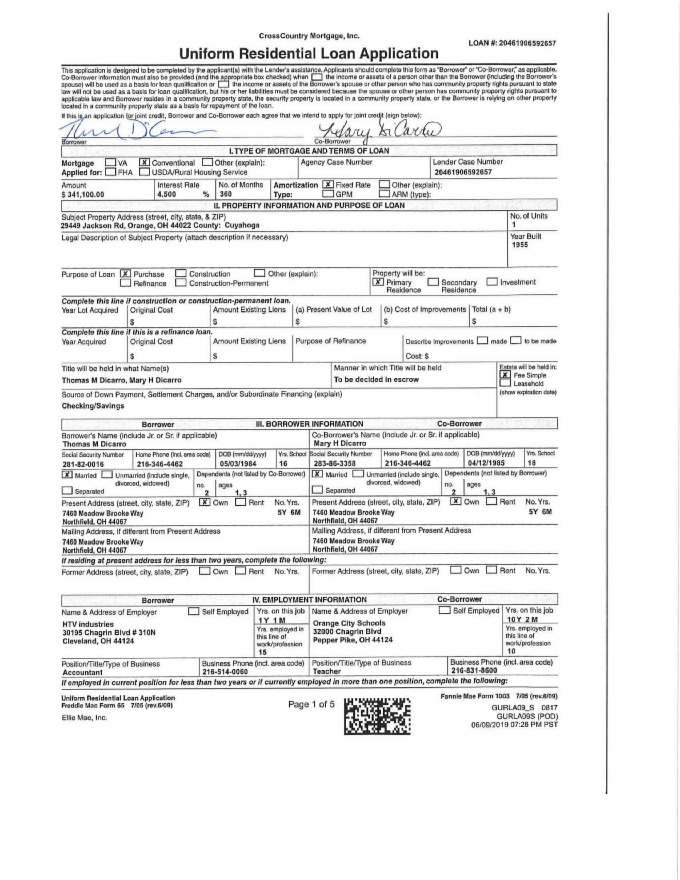 CrossCountry Mortgage, Inc.
LOAN #: 20461906592657
Uniform Residential Loan Application
This application is designed to be completed by the applicant(s) with the Lender's assistance. Applicants should complete this form as "Borrower" or "Co-Borrower," as applicable.
Co-Borrower information must also be provided (and the appropriate box checked) when the income or assets of a person other than the Borrower (including the Borrower's
spouse) will be used as a basis for loan qualification or the income or assets of the Borrower's spouse or other person who has community property rights pursuant to state
law will not be used as a basis for loan qualification, but his or her liabilities must be considered because the spouse or other person has community property rights pursuant to
applicable law and Borrower resides in a community property state, the security property is located in a community property state, or the Borrower is relying on other property
located in a community property state as a basis for repayment of the loan.
If this is an application for joint credit, Borrower and Co-Borrower each agree that we intend to apply for joint credit (sign below):
Borrower Co-Borrower
I. TYPE OF MORTGAGE AND TERMS OF LOAN
Mortgage VA X Conventional Other (explain): Agency Case Number Lender Case Number
Applied for: FHA USDA/Rural Housing Service 20461906592657
Amount Interest Rate No. of Months Amortization X Fixed Rate Other (explain):
$ 341,100.00 4.500 % 360 Type: GPM ARM (type):
II. PROPERTY INFORMATION AND PURPOSE OF LOAN
Subject Property Address (street, city, state, & ZIP) No. of Units
29449 Jackson Rd, Orange, OH 44022 County: Cuyahoga 1
Legal Description of Subject Property (attach description if necessary) Year Built
1955
Purpose of Loan X Purchase Construction Other (explain): Property will be:
Refinance Construction-Permanent X Primary Residence Secondary Residence Investment
Complete this line if construction or construction-permanent loan.
Year Lot Acquired Original Cost Amount Existing Liens (a) Present Value of Lot (b) Cost of Improvements Total (a + b)
$ $ $ $ $
Complete this line if this is a refinance loan.
Year Acquired Original Cost Amount Existing Liens Purpose of Refinance Describe Improvements made to be made
$ $ Cost: $
Title will be held in what Name(s) Manner in which Title will be held Estate will be held in:
Thomas M Dicarro, Mary H Dicarro To be decided in escrow X Fee Simple
Leasehold
Source of Down Payment, Settlement Charges, and/or Subordinate Financing (explain) (show expiration date)
Checking/Savings
Borrower III. BORROWER INFORMATION Co-Borrower
Borrower's Name (include Jr. or Sr. if applicable) Co-Borrower's Name (include Jr. or Sr. if applicable)
Thomas M Dicarro Mary H Dicarro
Social Security Number Home Phone (incl. area code) DOB (mm/dd/yyyy) Yrs. School Social Security Number Home Phone (incl. area code) DOB (mm/dd/yyyy) Yrs. School
281-82-0016 216-346-4462 05/03/1984 16 283-86-3358 216-346-4462 04/12/1985 18
X Married Unmarried (include single, divorced, widowed) Dependents (not listed by Co-Borrower) X Married Unmarried (include single, divorced, widowed) Dependents (not listed by Borrower)
Separated no. 2 ages 1, 3 Separated no. 2 ages 1, 3
Present Address (street, city, state, ZIP) X Own Rent No. Yrs. Present Address (street, city, state, ZIP) X Own Rent No. Yrs.
7460 Meadow Brooke Way 5Y 6M 7460 Meadow Brooke Way 5Y 6M
Northfield, OH 44067 Northfield, OH 44067
Mailing Address, if different from Present Address Mailing Address, if different from Present Address
7460 Meadow Brooke Way 7460 Meadow Brooke Way
Northfield, OH 44067 Northfield, OH 44067
If residing at present address for less than two years, complete the following:
Former Address (street, city, state, ZIP) Own Rent No. Yrs. Former Address (street, city, state, ZIP) Own Rent No. Yrs.
Borrower IV. EMPLOYMENT INFORMATION Co-Borrower
Name & Address of Employer Self Employed Yrs. on this job Name & Address of Employer Self Employed Yrs. on this job
HTV industries 1Y 1M Orange City Schools 10Y 2M
30195 Chagrin Blvd # 310N Yrs. employed in this line of work/profession 32000 Chagrin Blvd Yrs. employed in this line of work/profession
Cleveland, OH 44124 15 Pepper Pike, OH 44124 10
Position/Title/Type of Business Business Phone (incl. area code) Position/Title/Type of Business Business Phone (incl. area code)
Accountant 216-514-0060 Teacher 216-831-8600
If employed in current position for less than two years or if currently employed in more than one position, complete the following:
Uniform Residential Loan Application
Freddie Mac Form 65 7/05 (rev.6/09)
Ellie Mae, Inc.
Page 1 of 5
Fannie Mae Form 1003 7/05 (rev.6/09)
GURLA09_S 0817
GURLA09S (POD)
06/09/2019 07:26 PM PST